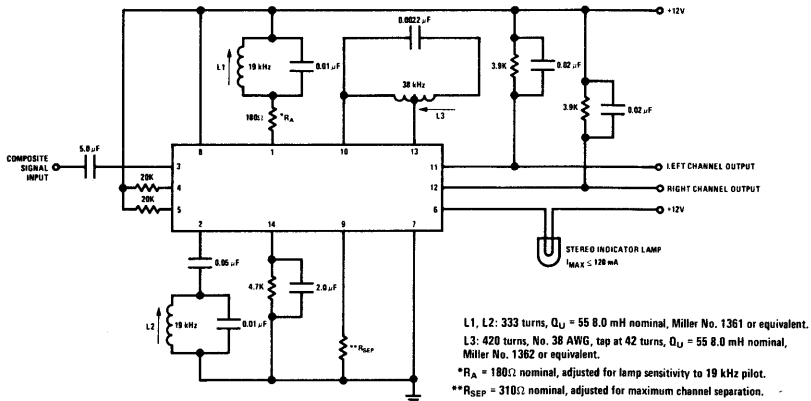 +12V
0.0022 μF
L1
19 kHz
0.01 μF
38 kHz
L3
3.9K
0.02 μF
3.9K
0.02 μF
180Ω
*RA
5.0 μF
COMPOSITE
SIGNAL
INPUT
3
8
1
10
13
11
LEFT CHANNEL OUTPUT
20K
4
12
RIGHT CHANNEL OUTPUT
20K
5
6
+12V
2
14
9
7
STEREO INDICATOR LAMP
IMAX ≤ 120 mA
0.05 μF
4.7K
2.0 μF
L2
19 kHz
0.01 μF
**RSEP
L1, L2: 333 turns, QU = 55 8.0 mH nominal, Miller No. 1361 or equivalent.
L3: 420 turns, No. 38 AWG, tap at 42 turns, QU = 55 8.0 mH nominal,
Miller No. 1362 or equivalent.
*RA = 180Ω nominal, adjusted for lamp sensitivity to 19 kHz pilot.
**RSEP = 310Ω nominal, adjusted for maximum channel separation.